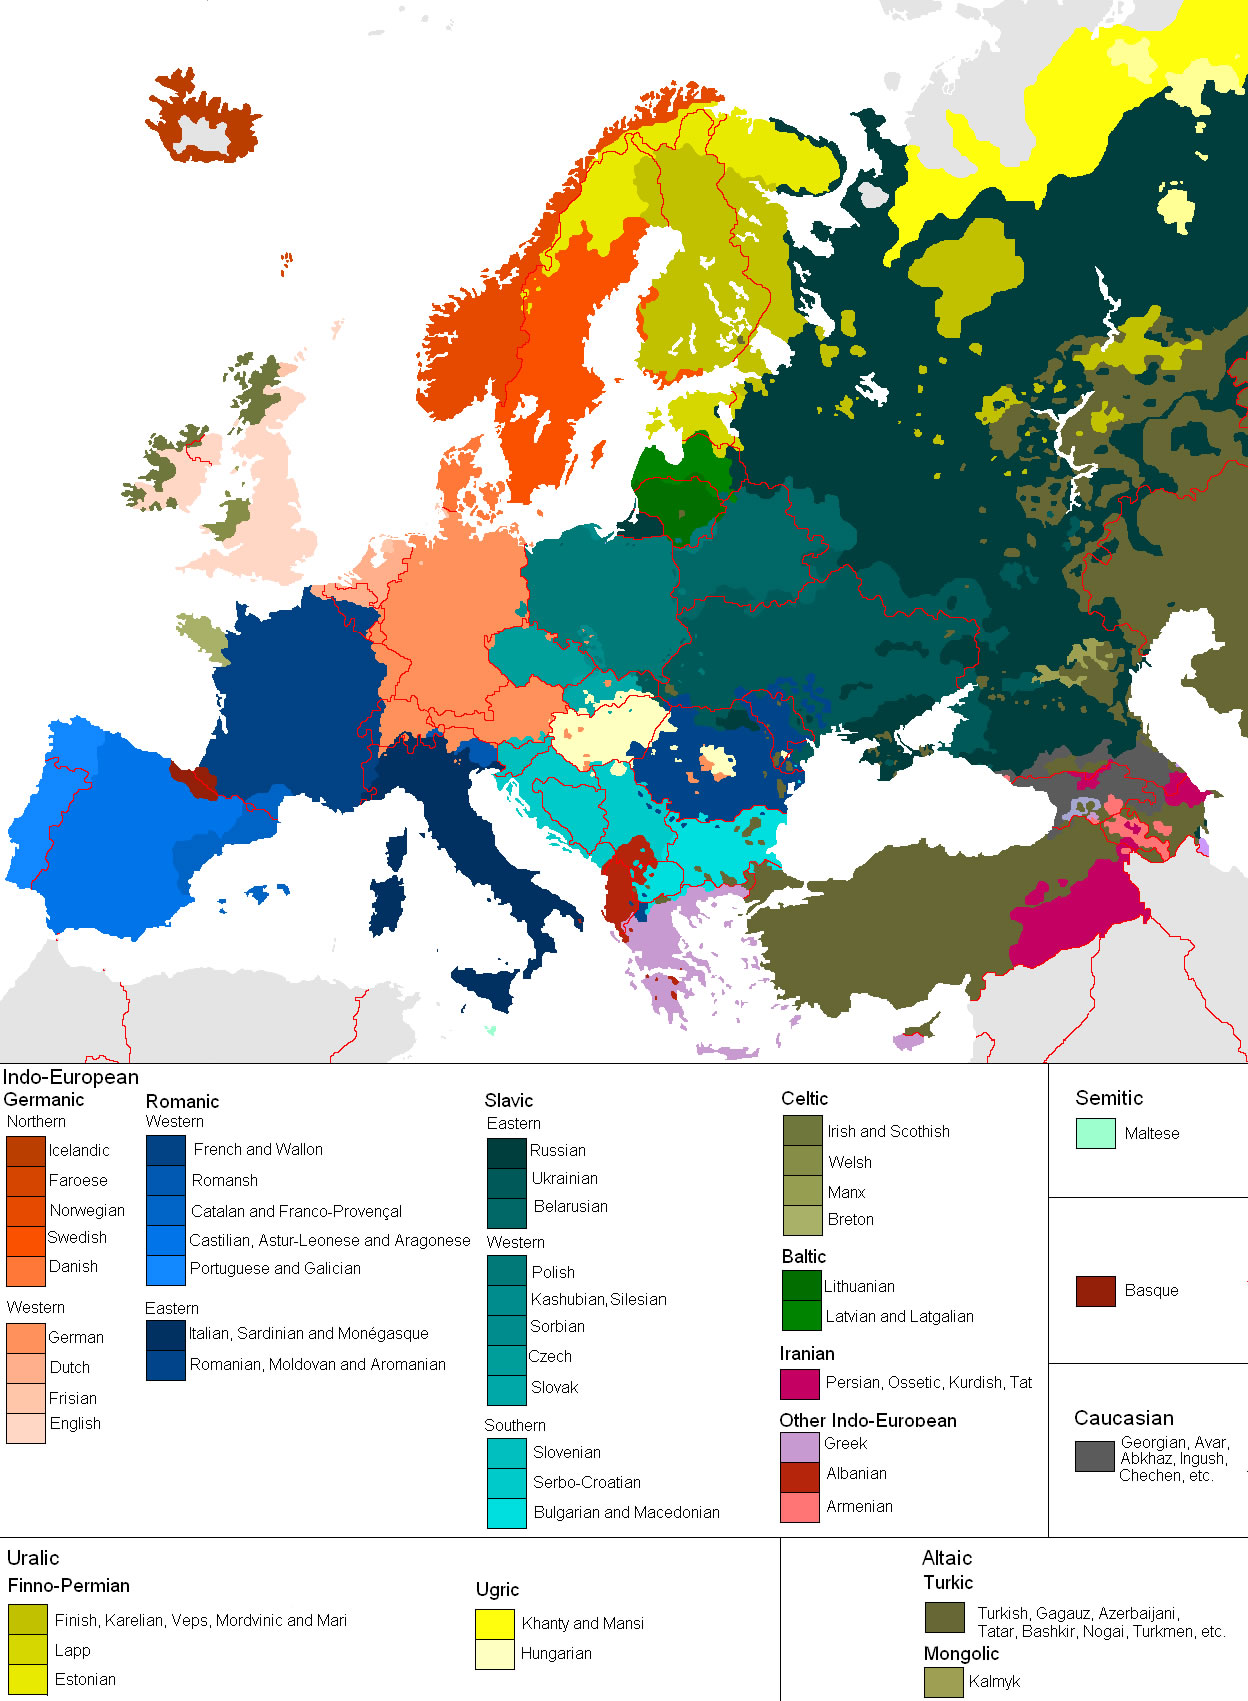 Indo-European
Germanic
Northern
Icelandic
Faroese
Norwegian
Swedish
Danish
Western
German
Dutch
Frisian
English
Romanic
Western
French and Wallon
Romansh
Catalan and Franco-Provençal
Castilian, Astur-Leonese and Aragonese
Portuguese and Galician
Eastern
Italian, Sardinian and Monégasque
Romanian, Moldovan and Aromanian
Slavic
Eastern
Russian
Ukrainian
Belarusian
Western
Polish
Kashubian, Silesian
Sorbian
Czech
Slovak
Southern
Slovenian
Serbo-Croatian
Bulgarian and Macedonian
Celtic
Irish and Scothish
Welsh
Manx
Breton
Baltic
Lithuanian
Latvian and Latgalian
Iranian
Persian, Ossetic, Kurdish, Tat
Other Indo-European
Greek
Albanian
Armenian
Semitic
Maltese
Basque
Caucasian
Georgian, Avar,
Abkhaz, Ingush,
Chechen, etc.
Uralic
Finno-Permian
Finish, Karelian, Veps, Mordvinic and Mari
Lapp
Estonian
Ugric
Khanty and Mansi
Hungarian
Altaic
Turkic
Turkish, Gagauz, Azerbaijani,
Tatar, Bashkir, Nogai, Turkmen, etc.
Mongolic
Kalmyk